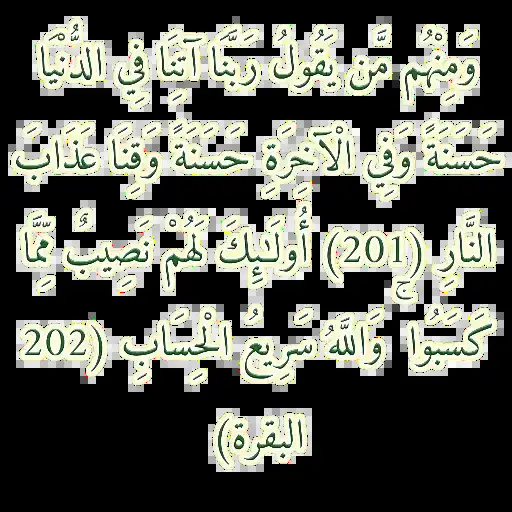 وَمِنْهُم مَّن يَقُولُ رَبَّنَا آتِنَا فِي الدُّنْيَا
حَسَنَةً وَفِي الْآخِرَةِ حَسَنَةً وَقِنَا عَذَابَ
النَّارِ (201) أُولَٰئِكَ لَهُمْ نَصِيبٌ مِّمَّا
كَسَبُوا ۚ وَاللَّهُ سَرِيعُ الْحِسَابِ (202
البقرة)